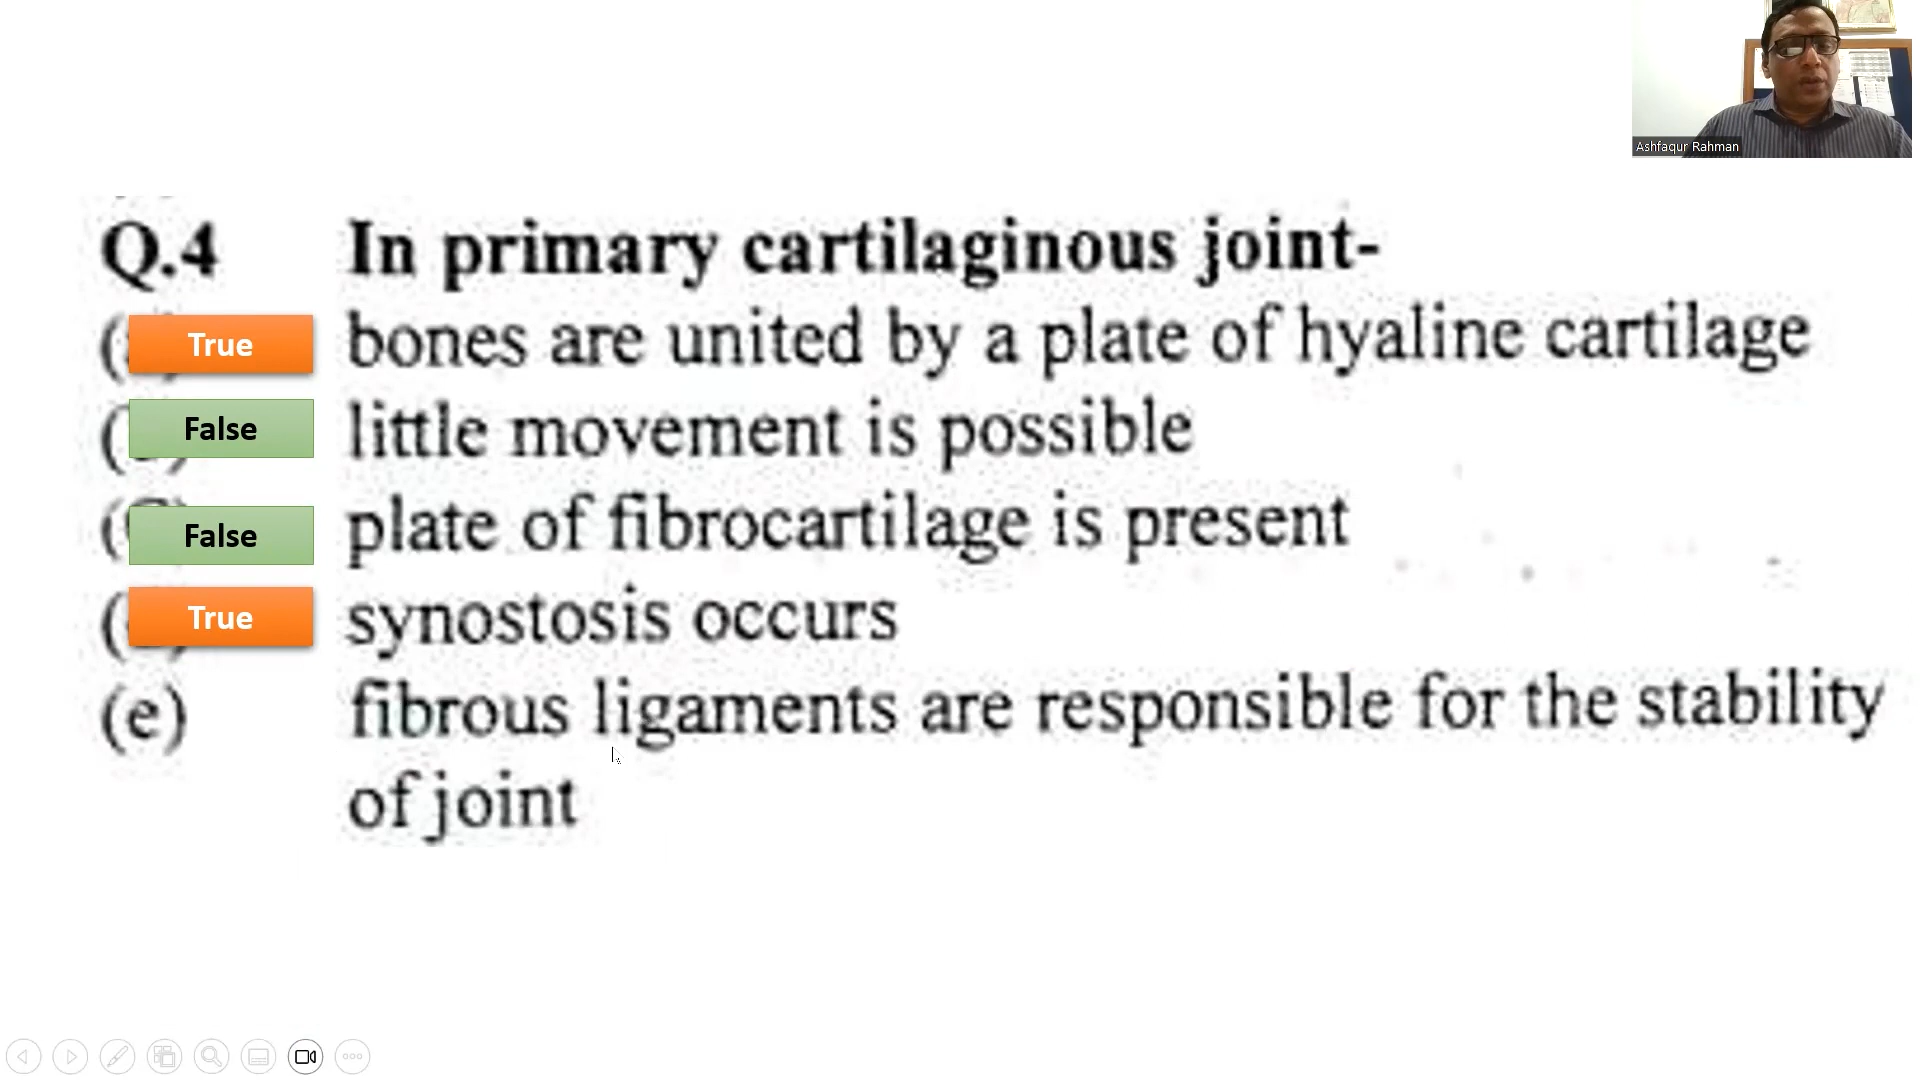 Ashfaqur Rahman
Q.4 In primary cartilaginous joint-
True bones are united by a plate of hyaline cartilage
False little movement is possible
False plate of fibrocartilage is present
True synostosis occurs
(e) fibrous ligaments are responsible for the stability
of joint